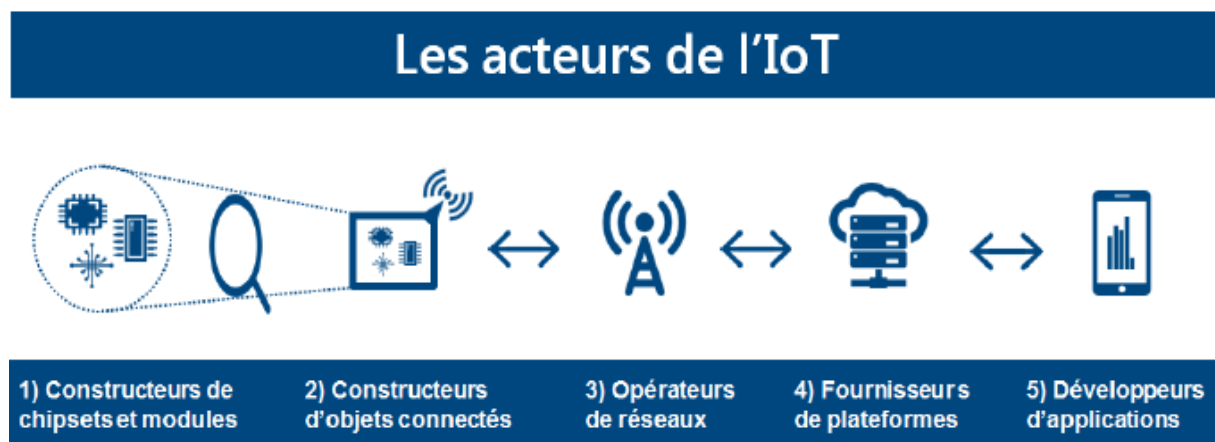 Les acteurs de l'IoT
1) Constructeurs de
chipsets et modules
2) Constructeurs
d'objets connectés
3) Opérateurs
de réseaux
4) Fournisseurs
de plateformes
5) Développeurs
d'applications